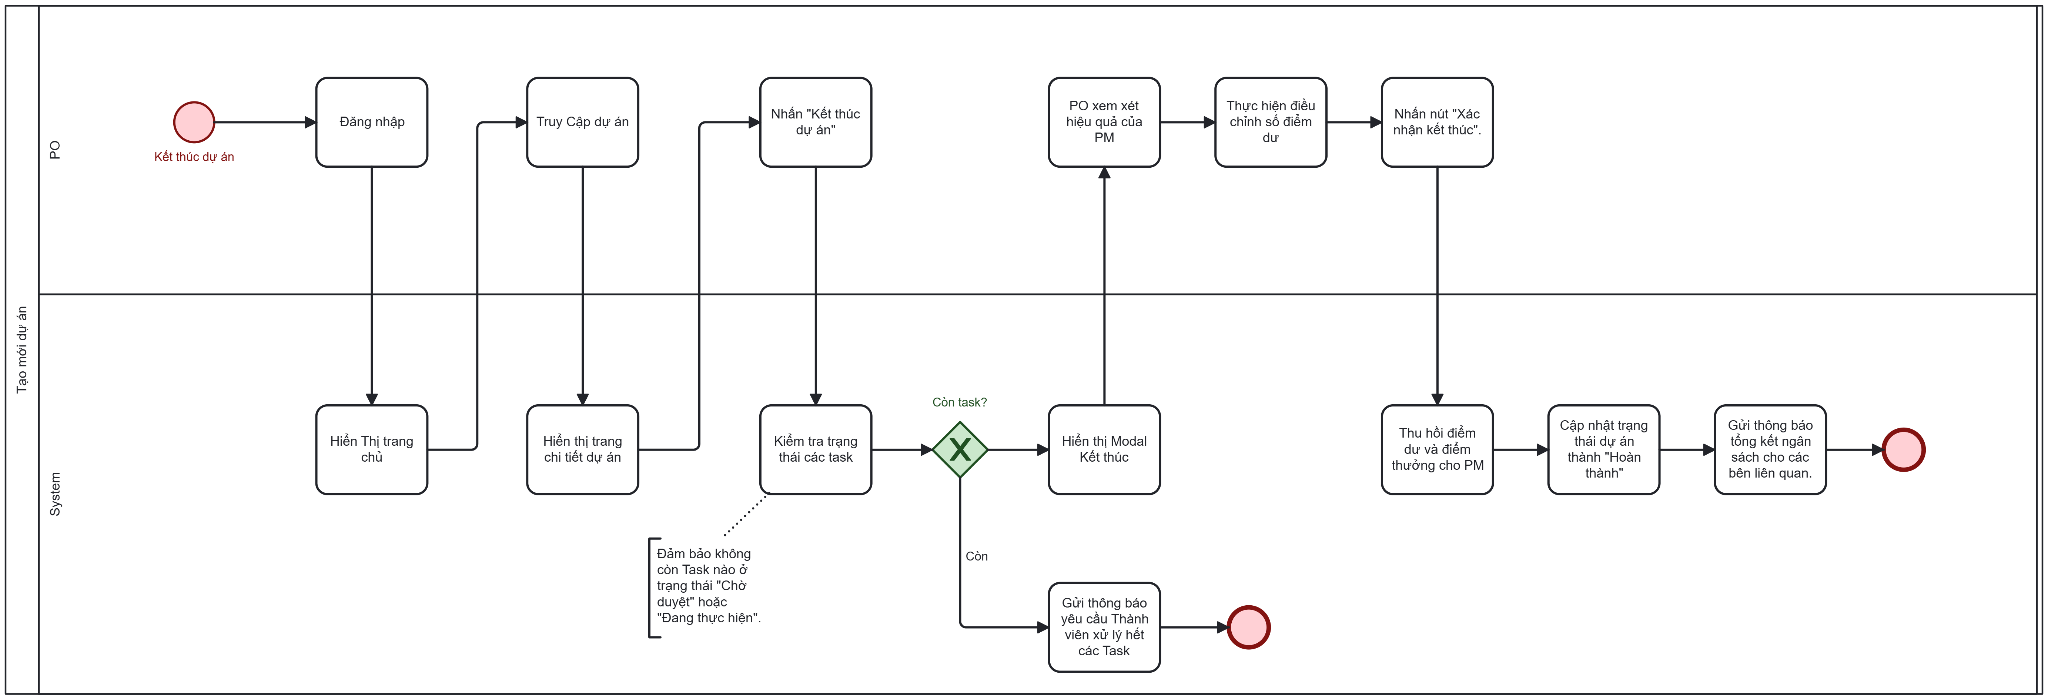 Tạo mới dự án
PO
Kết thúc dự án
Đăng nhập
Truy Cập dự án
Nhấn "Kết thúc
dự án"
PO xem xét
hiệu quả của
PM
Thực hiện điều
chỉnh số điểm
dư
Nhấn nút "Xác
nhận kết thúc".
System
Hiển Thị trang
chủ
Hiển thị trang
chi tiết dự án
Kiểm tra trạng
thái các task
Còn task?
Hiển thị Modal
Kết thúc
Thu hồi điểm
dư và điểm
thưởng cho PM
Cập nhật trạng
thái dự án
thành "Hoàn
thành"
Gửi thông báo
tổng kết ngân
sách cho các
bên liên quan.
Đảm bảo không
còn Task nào ở
trạng thái "Chờ
duyệt" hoặc
"Đang thực hiện".
Còn
Gửi thông báo
yêu cầu Thành
viên xử lý hết
các Task